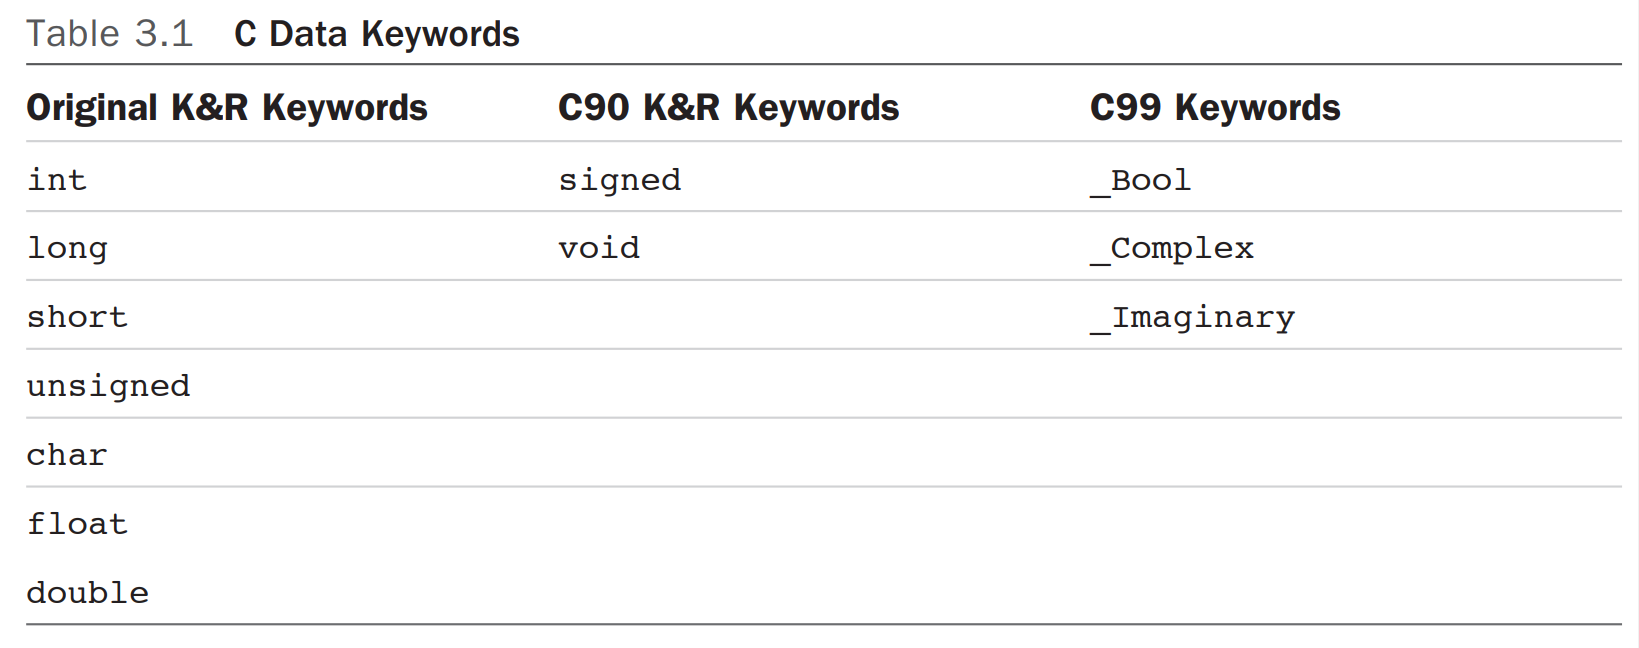 Table 3.1 C Data Keywords
Original K&R Keywords C90 K&R Keywords C99 Keywords
int signed _Bool
long void _Complex
short _Imaginary
unsigned
char
float
double